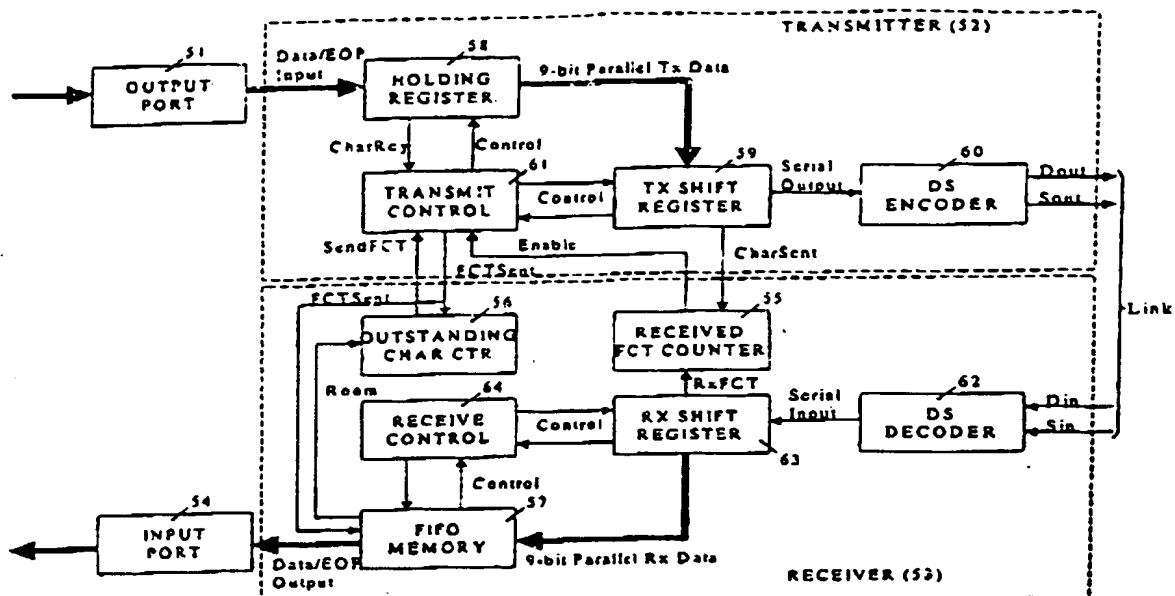 TRANSMITTER (52)
51
OUTPUT
PORT
Data/EOP
Input
58
HOLDING
REGISTER
9-bit Parallel Tx Data
CharRdy
Control
61
TRANSMIT
CONTROL
Control
59
TX SHIFT
REGISTER
Serial
Output
60
DS
ENCODER
Dout
Sout
SendFCT
FCTSent
Enable
CharSent
Link
FCTSent
56
OUTSTANDING
CHAR CTR
55
RECEIVED
FCT COUNTER
Room
RxFCT
64
RECEIVE
CONTROL
Control
RX SHIFT
REGISTER
63
Serial
Input
62
DS
DECODER
Din
Sin
Control
54
INPUT
PORT
57
FIFO
MEMORY
Data/EOP
Output
9-bit Parallel Rx Data
RECEIVER (53)